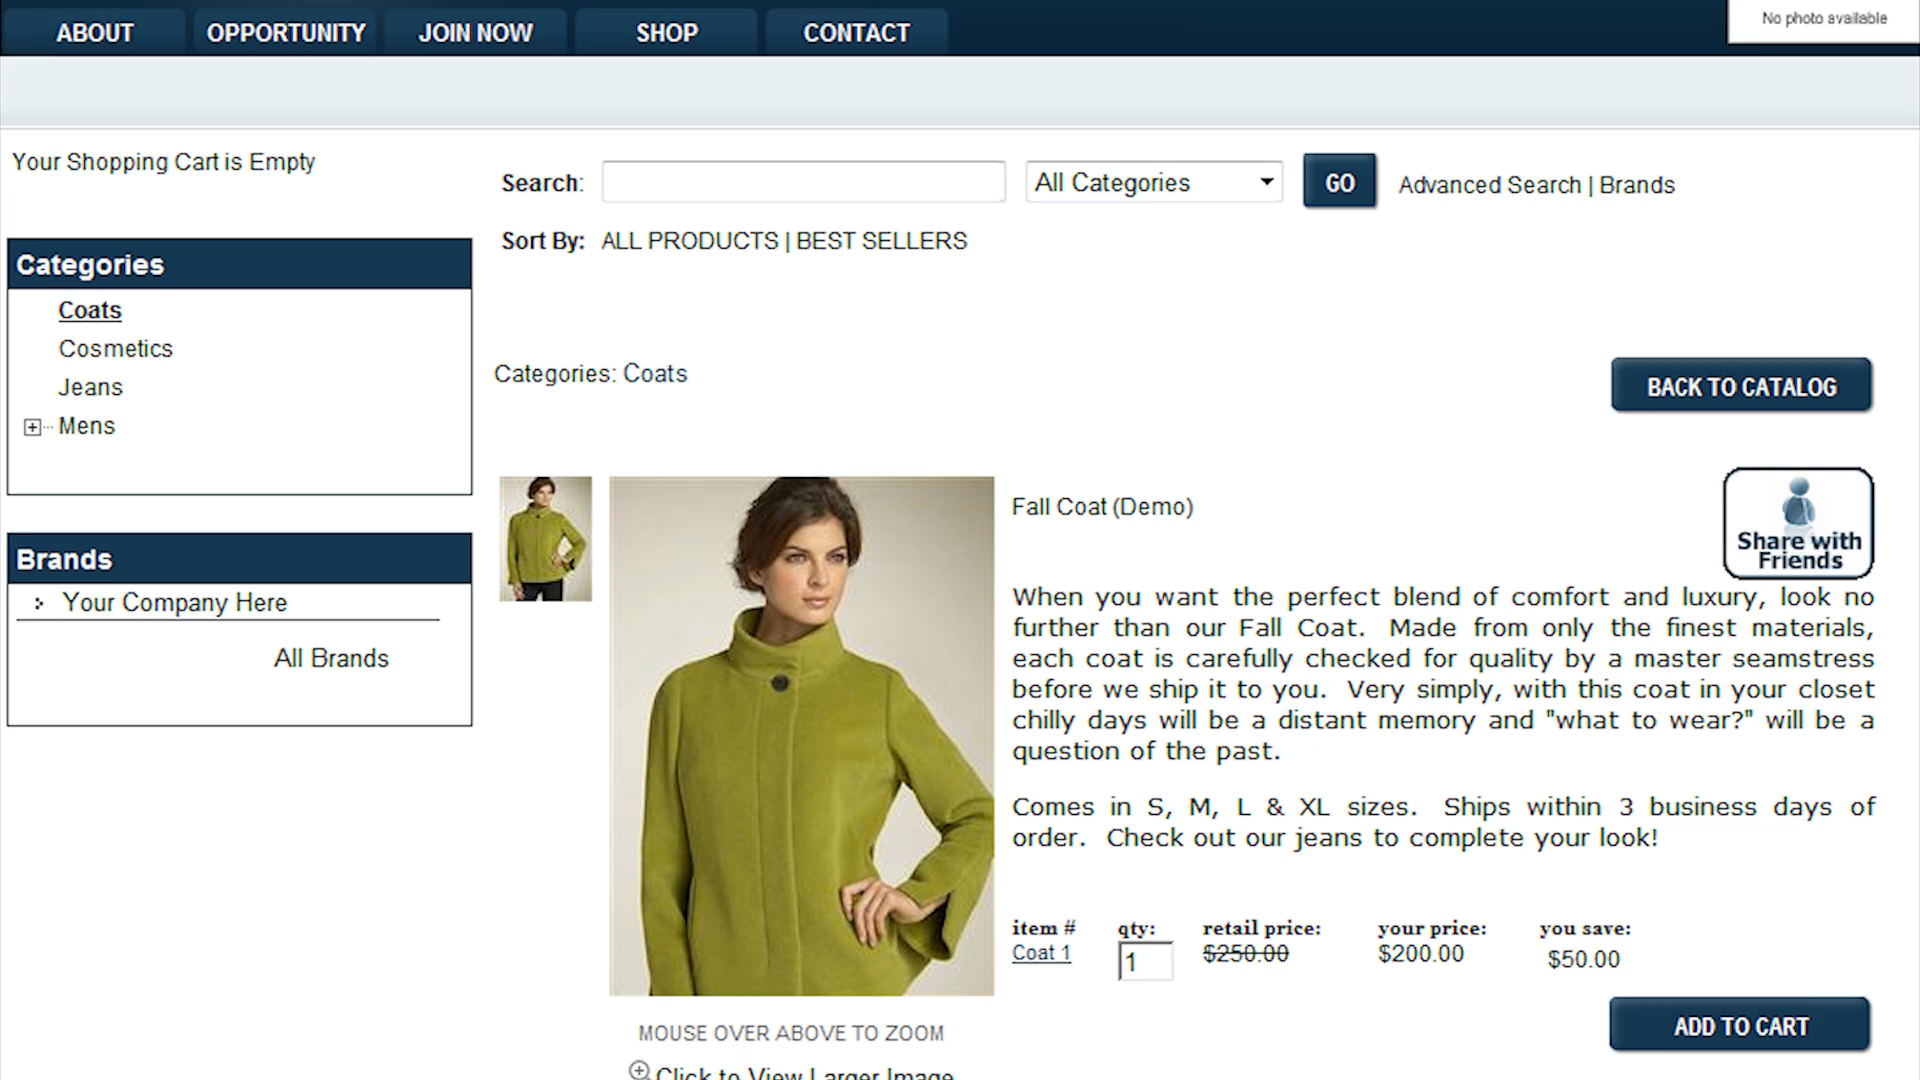 ABOUT
OPPORTUNITY
JOIN NOW
SHOP
CONTACT
No photo available
Your Shopping Cart is Empty
Search:
All Categories
GO
Advanced Search | Brands
Sort By: ALL PRODUCTS | BEST SELLERS
Categories
Coats
Cosmetics
Jeans
Mens
Brands
Your Company Here
All Brands
Categories: Coats
BACK TO CATALOG
Fall Coat (Demo)
Share with
Friends
When you want the perfect blend of comfort and luxury, look no
further than our Fall Coat. Made from only the finest materials,
each coat is carefully checked for quality by a master seamstress
before we ship it to you. Very simply, with this coat in your closet
chilly days will be a distant memory and "what to wear?" will be a
question of the past.
Comes in S, M, L & XL sizes. Ships within 3 business days of
order. Check out our jeans to complete your look!
item # qty: retail price: your price: you save:
Coat 1 1 $250.00 $200.00 $50.00
ADD TO CART
MOUSE OVER ABOVE TO ZOOM
Click to View Larger Image